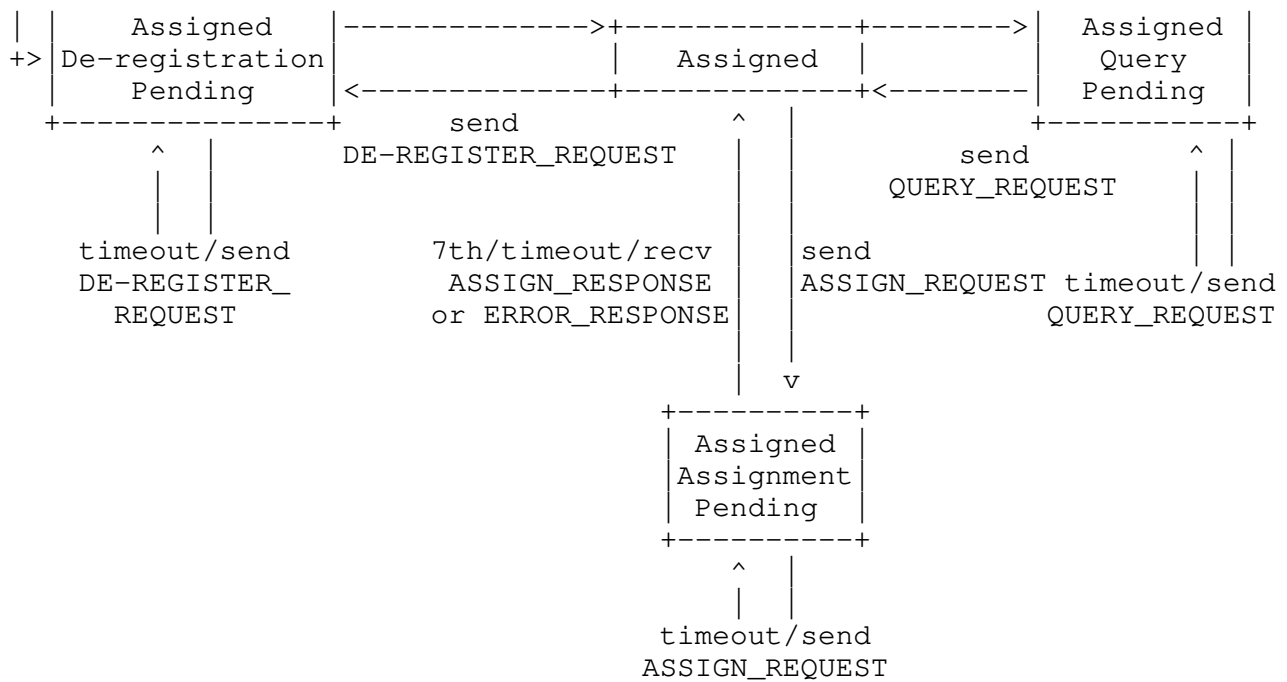 | |     Assigned    |-------------->+-------------+------->|  Assigned |
+>|De-registration|               |   Assigned  |        |   Query   |
  |    Pending    |<--------------+-------------+<--------|  Pending  |
  +---------------+      send            ^  |            +-----------+
        ^  |       DE-REGISTER_REQUEST   |  |         send       ^ |
        |  |                             |  |     QUERY_REQUEST  | |
        |  |                             |  |                    | |
    timeout/send        7th/timeout/recv |  |send                | |
    DE-REGISTER_         ASSIGN_RESPONSE |  |ASSIGN_REQUEST timeout/send
      REQUEST           or ERROR_RESPONSE|  |              QUERY_REQUEST
                                         |  |
                                         |  v
                                     +----------+
                                     | Assigned |
                                     |Assignment|
                                     | Pending  |
                                     +----------+
                                         ^  |
                                         |  |
                                     timeout/send
                                    ASSIGN_REQUEST